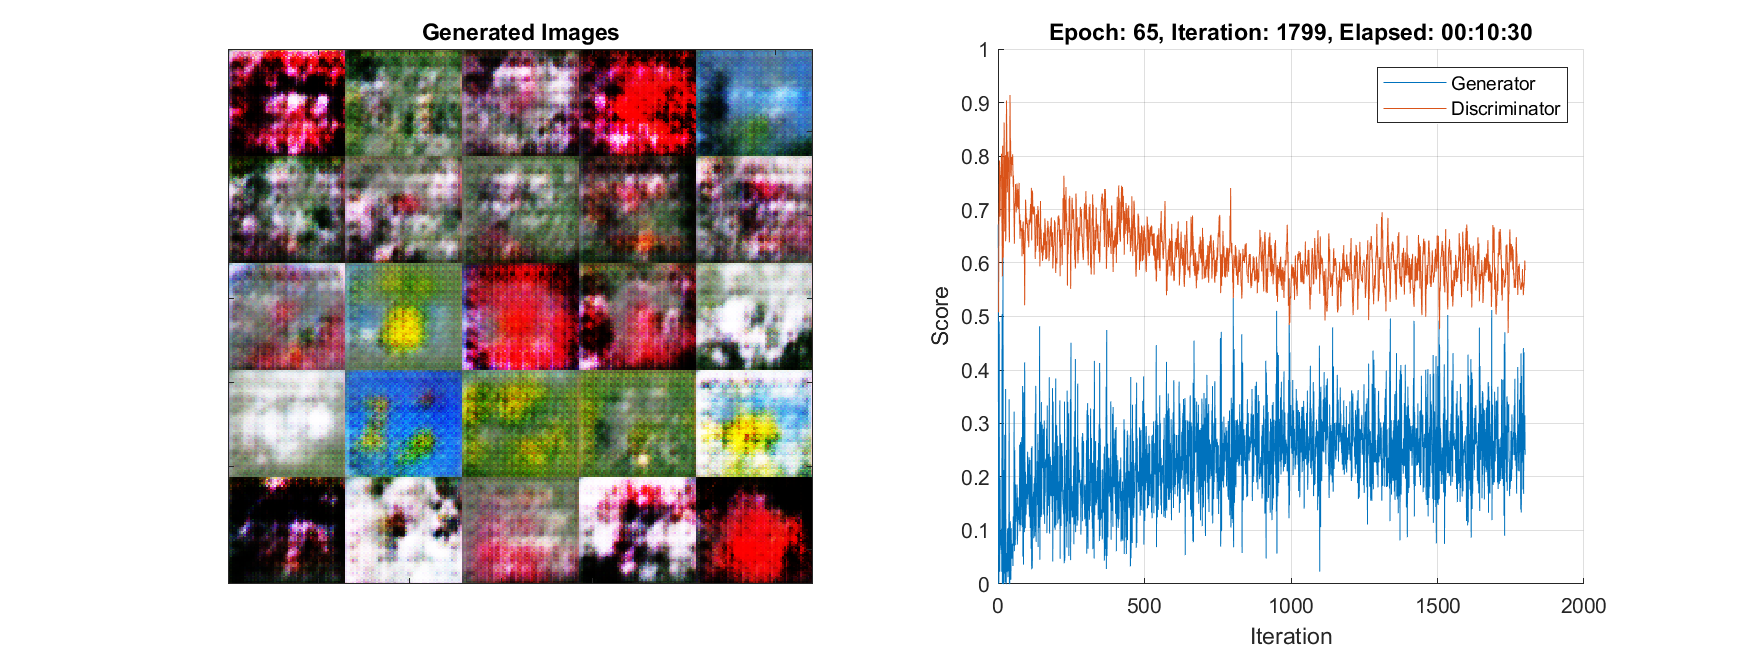 Generated Images
Epoch: 65, Iteration: 1799, Elapsed: 00:10:30
1
0.9
0.8
0.7
0.6
0.5
0.4
0.3
0.2
0.1
0
Score
Generator
Discriminator
0 500 1000 1500 2000
Iteration